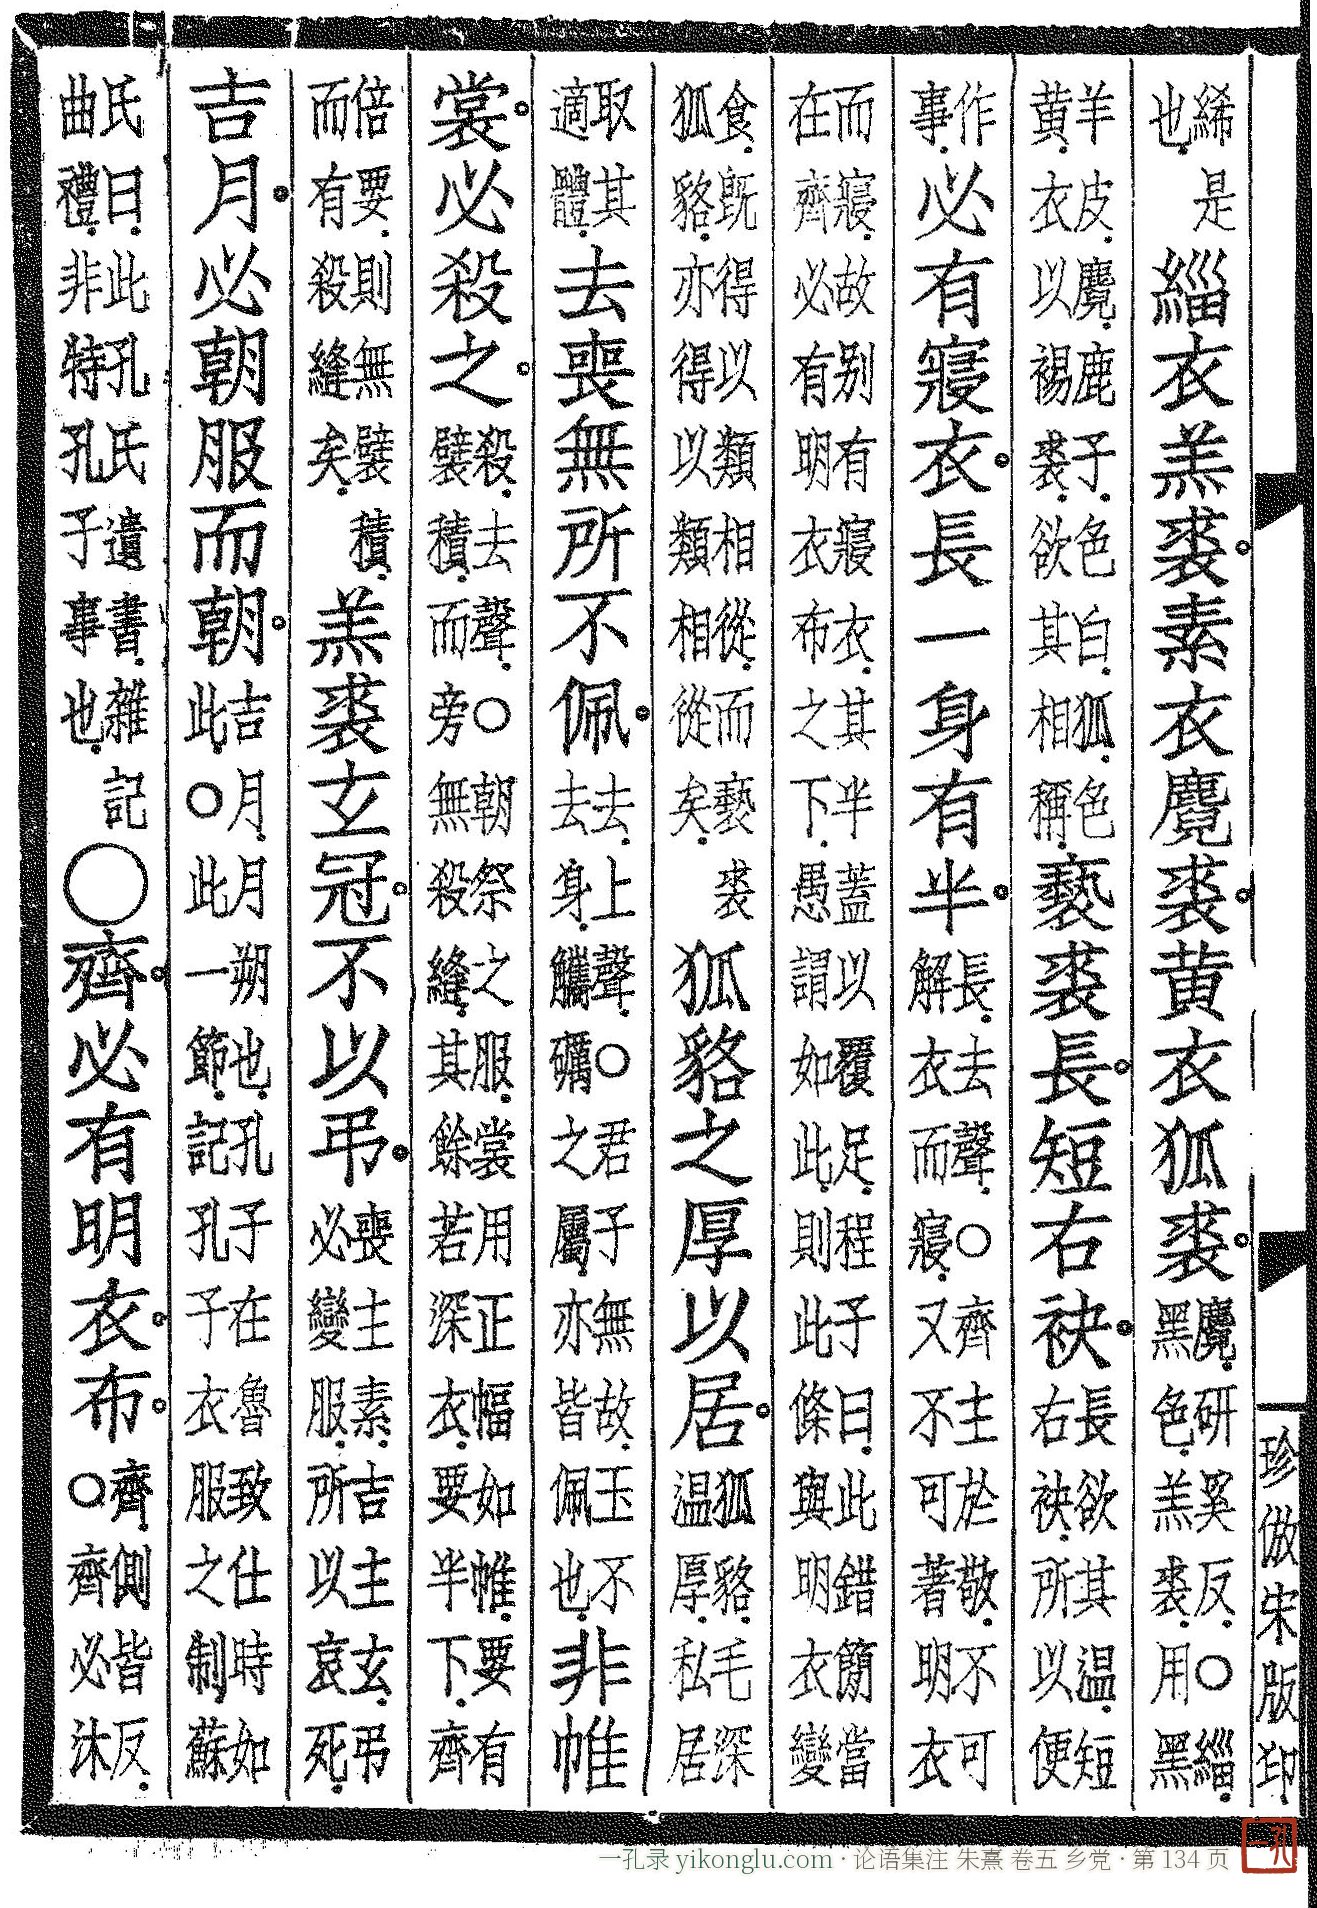 珍倣宋版印
絺是也緇衣羔裘素衣麑裘黄衣狐裘麑研奚反○緇黑色羔裘用黑
羊皮麑鹿子色白狐色黄衣以裼裘欲其相稱褻裘長短右袂長欲其温短右袂所以便
作事必有寢衣長一身有半長去聲○齊主於敬不可解衣而寢又不可著明衣
而寢故别有寢衣其半蓋以覆足程子曰此錯簡當在齊必有明衣布之下愚謂如此則此條與明衣變
食既得以類相從而褻裘狐貉亦得以類相從矣狐貉之厚以居狐貉毛深温厚私居
取其適體去喪無所不佩去上聲○君子無故玉不去身觿礪之屬亦皆佩也非帷
裳必殺之殺去聲○朝祭之服裳用正幅如帷要有襞積而旁無殺縫其餘若深衣要半下齊
倍要則無襞積而有殺縫矣羔裘玄冠不以弔喪主素吉主玄弔必變服所以哀死
吉月必朝服而朝吉月月朔也孔子在魯致仕時如此○此一節記孔子衣服之制蘇
氏曰此孔氏遺書雜記曲禮非特孔子事也○齊必有明衣布齊側皆反○齊必沐
一孔录 yikonglu.com · 论语集注 朱熹 卷五 乡党 · 第 134 页
一孔